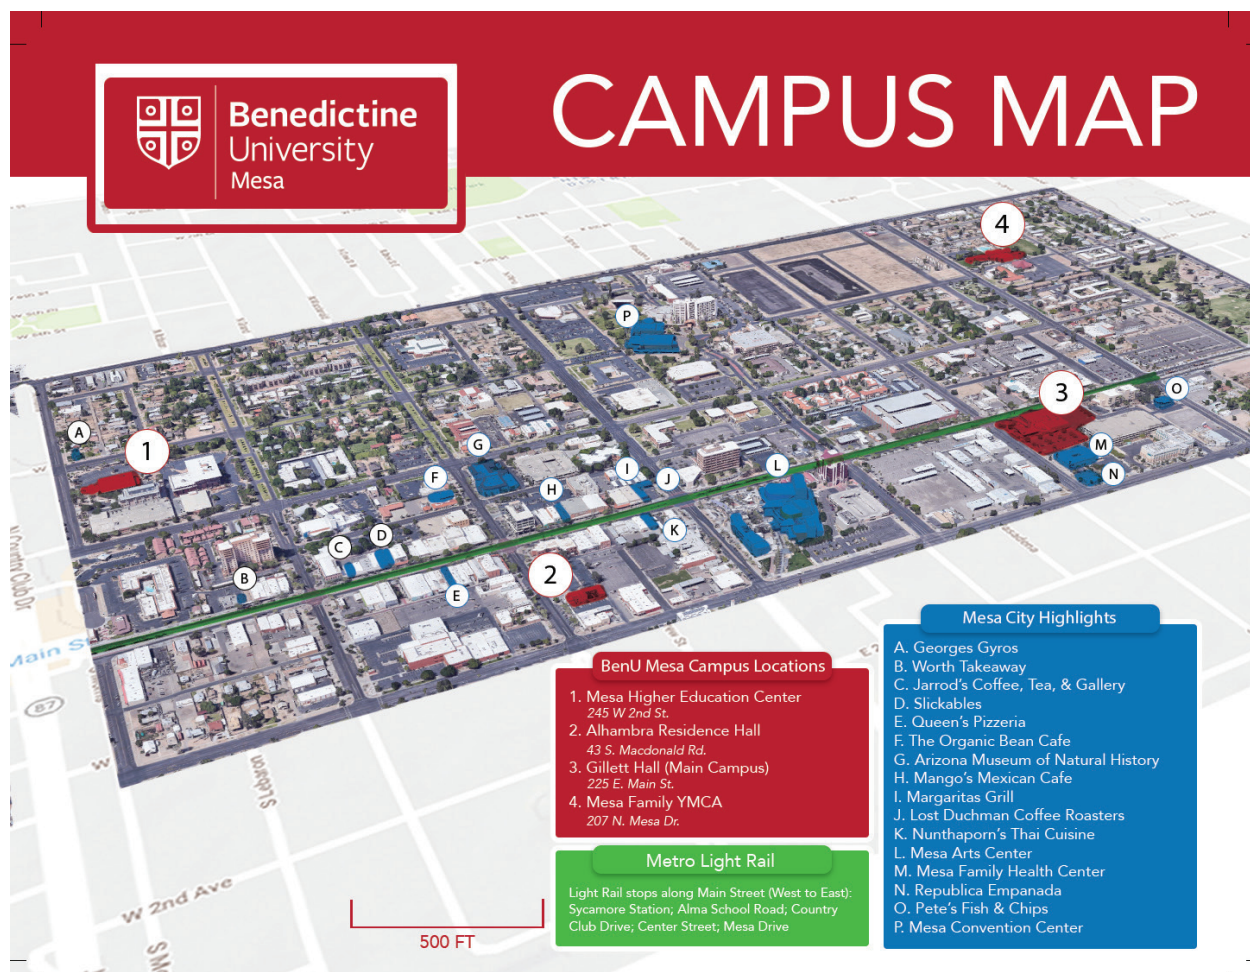 Benedictine
University
Mesa
CAMPUS MAP
4
P
3
O
A
1
G
M
I
L
N
F
H
J
K
D
C
2
B
E
Main S
87
W
W
S Lebaron
W 2nd Ave
500 FT
BenU Mesa Campus Locations
1. Mesa Higher Education Center
245 W 2nd St.
2. Alhambra Residence Hall
43 S. Macdonald Rd.
3. Gillett Hall (Main Campus)
225 E. Main St.
4. Mesa Family YMCA
207 N. Mesa Dr.
Metro Light Rail
Light Rail stops along Main Street (West to East):
Sycamore Station; Alma School Road; Country
Club Drive; Center Street; Mesa Drive
Mesa City Highlights
A. Georges Gyros
B. Worth Takeaway
C. Jarrod's Coffee, Tea, & Gallery
D. Slickables
E. Queen's Pizzeria
F. The Organic Bean Cafe
G. Arizona Museum of Natural History
H. Mango's Mexican Cafe
I. Margaritas Grill
J. Lost Duchman Coffee Roasters
K. Nunthaporn's Thai Cuisine
L. Mesa Arts Center
M. Mesa Family Health Center
N. Republica Empanada
O. Pete's Fish & Chips
P. Mesa Convention Center